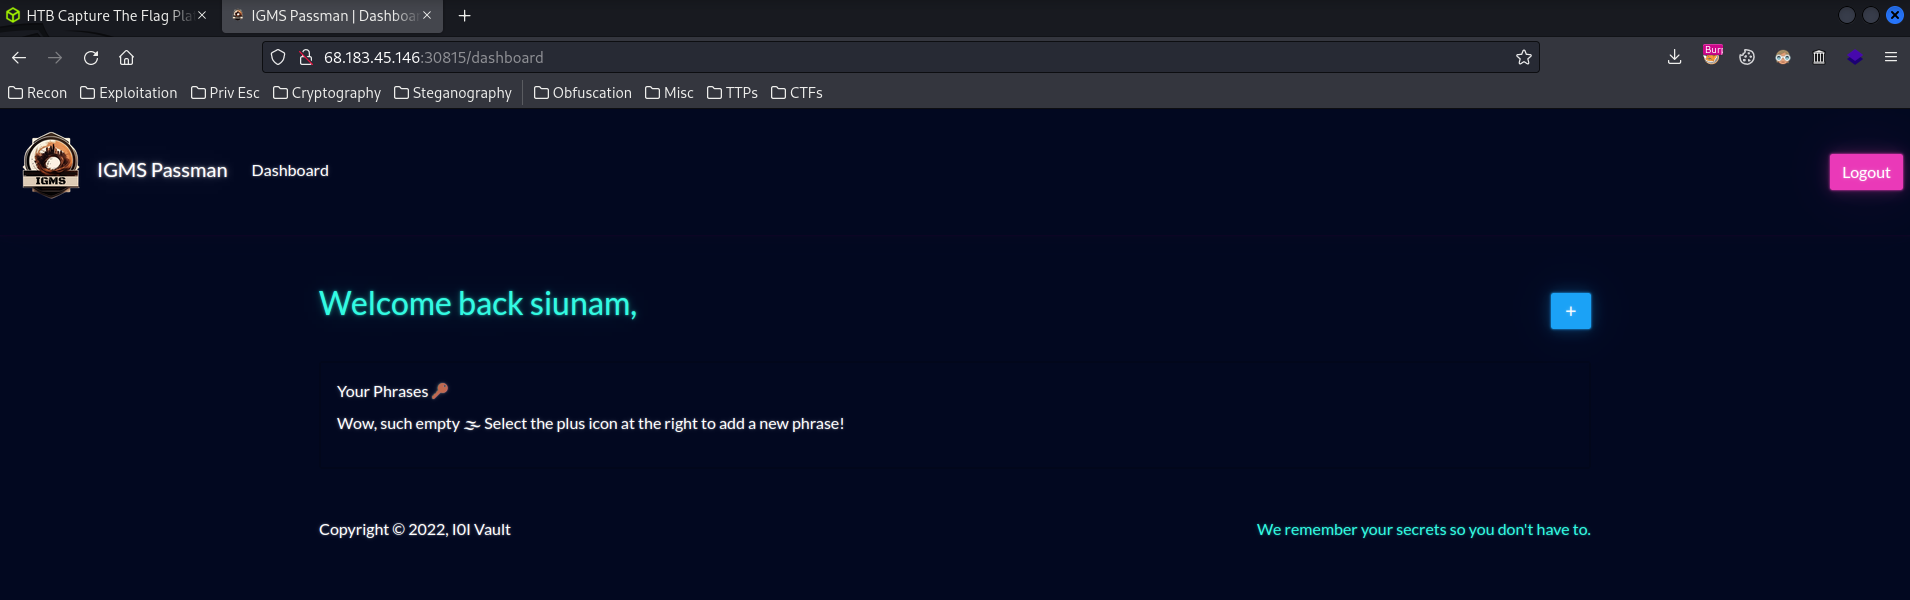 HTB Capture The Flag Pla
IGMS Passman | Dashboa
68.183.45.146:30815/dashboard
Bur
Recon Exploitation Priv Esc Cryptography Steganography Obfuscation Misc TTPs CTFs
IGMS
IGMS Passman Dashboard Logout
Welcome back siunam,
+
Your Phrases
Wow, such empty Select the plus icon at the right to add a new phrase!
Copyright © 2022, I0I Vault We remember your secrets so you don't have to.